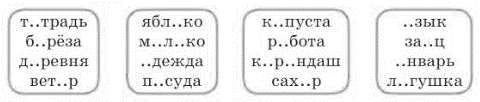 т..традь
б..рёза
д..ревня
вет..р
ябл..ко
м..л..ко
..дежда
п..суда
к..пуста
р..бота
к..р..ндаш
сах..р
..зык
за..ц
..нварь
л..гушка